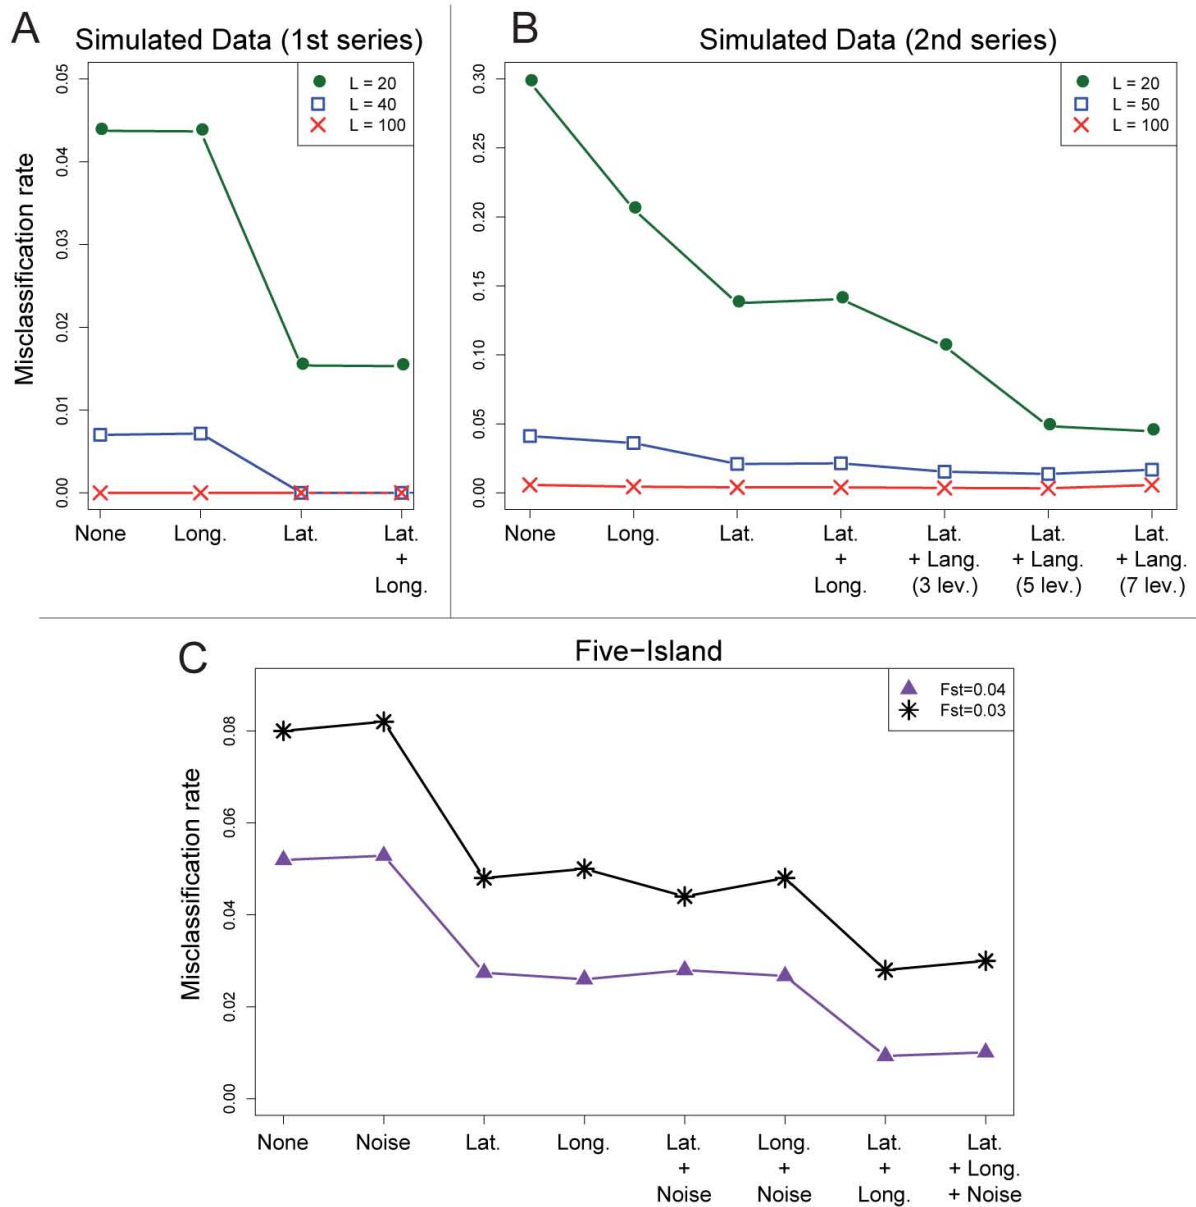 A
Simulated Data (1st series)
Misclassification rate
0.05
0.04
0.03
0.02
0.01
0.00
L = 20
L = 40
L = 100
None
Long.
Lat.
Lat.
+
Long.
B
Simulated Data (2nd series)
0.30
0.25
0.20
0.15
0.10
0.05
0.00
L = 20
L = 50
L = 100
None
Long.
Lat.
Lat.
+
Long.
Lat.
+ Lang.
(3 lev.)
Lat.
+ Lang.
(5 lev.)
Lat.
+ Lang.
(7 lev.)
C
Five−Island
Misclassification rate
0.08
0.06
0.04
0.02
0.00
Fst=0.04
Fst=0.03
None
Noise
Lat.
Long.
Lat.
+
Noise
Long.
+
Noise
Lat.
+
Long.
Lat.
+ Long.
+ Noise